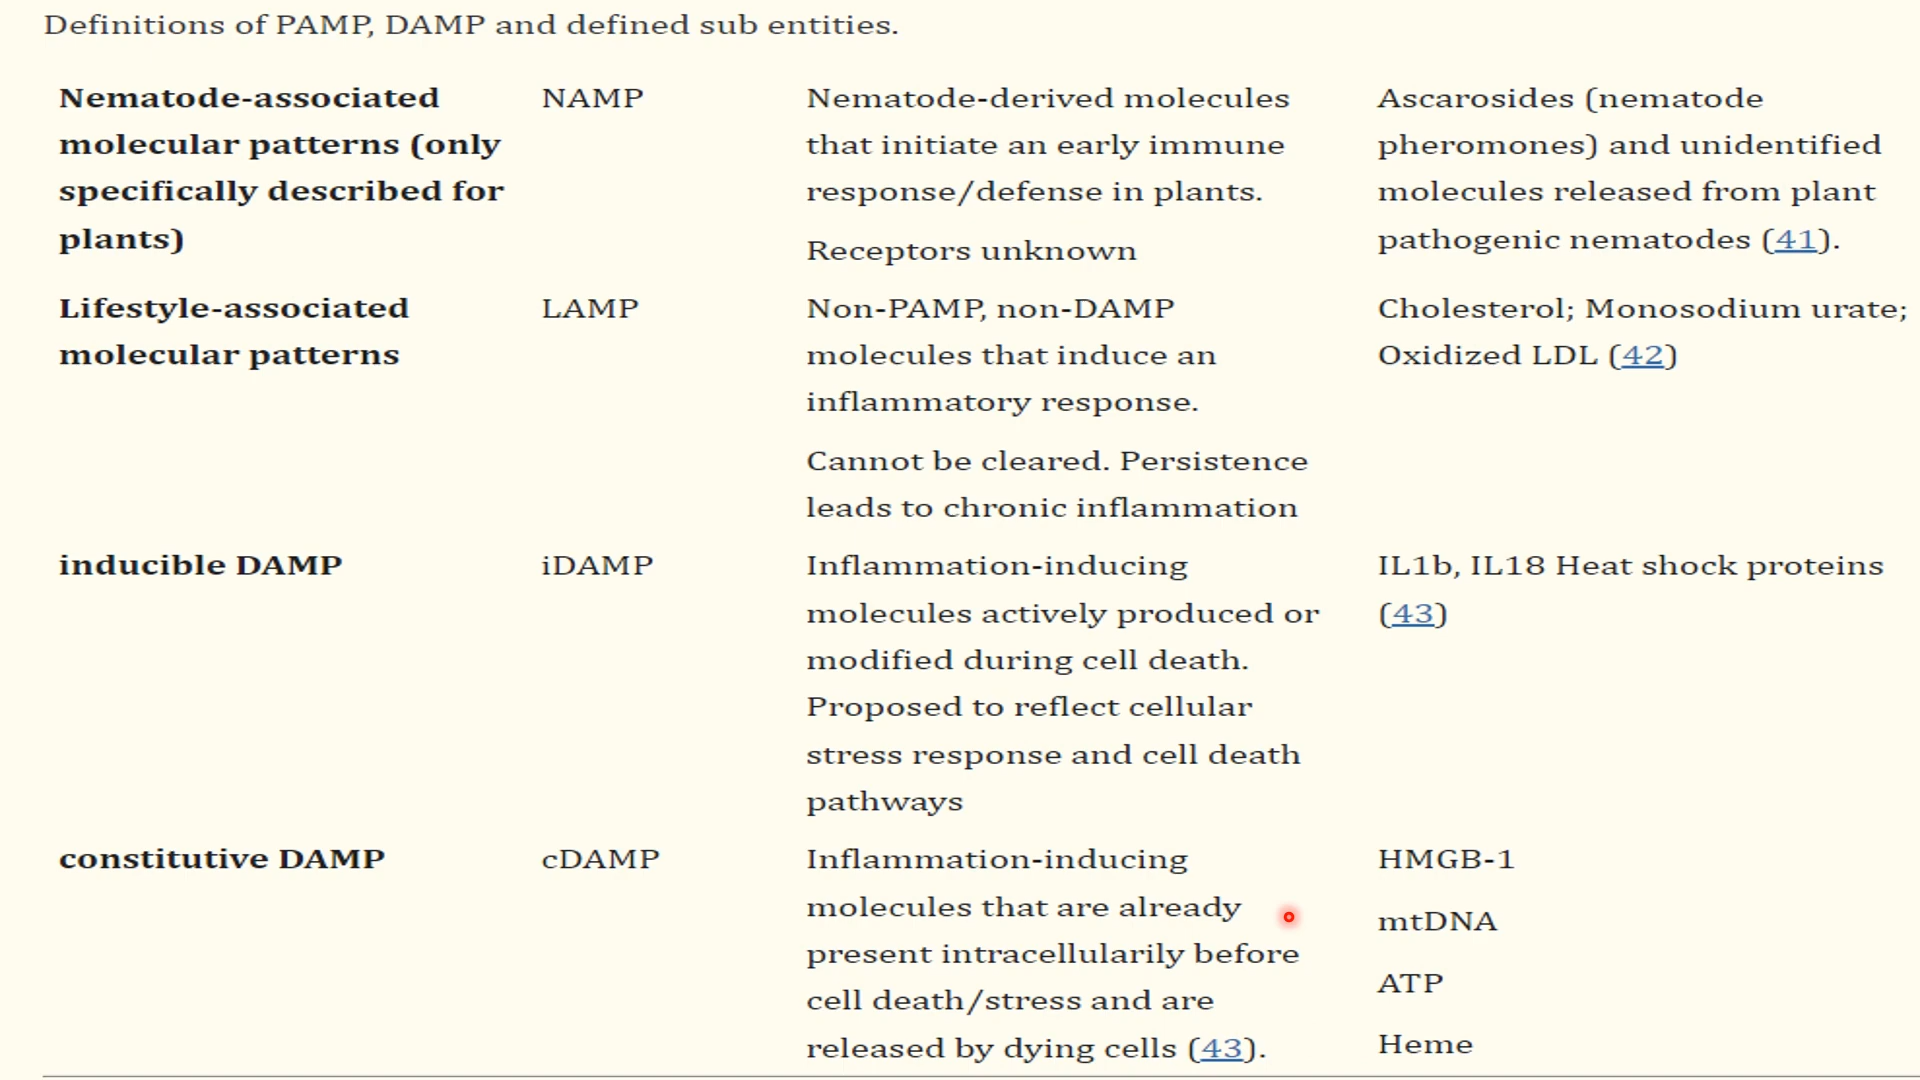 Definitions of PAMP, DAMP and defined sub entities.
Nematode-associated
molecular patterns (only
specifically described for
plants)
NAMP
Nematode-derived molecules
that initiate an early immune
response/defense in plants.
Receptors unknown
Ascarosides (nematode
pheromones) and unidentified
molecules released from plant
pathogenic nematodes (41).
Lifestyle-associated
molecular patterns
LAMP
Non-PAMP, non-DAMP
molecules that induce an
inflammatory response.
Cannot be cleared. Persistence
leads to chronic inflammation
Cholesterol; Monosodium urate;
Oxidized LDL (42)
inducible DAMP
iDAMP
Inflammation-inducing
molecules actively produced or
modified during cell death.
Proposed to reflect cellular
stress response and cell death
pathways
IL1b, IL18 Heat shock proteins
(43)
constitutive DAMP
cDAMP
Inflammation-inducing
molecules that are already
present intracellularily before
cell death/stress and are
released by dying cells (43).
HMGB-1
mtDNA
ATP
Heme